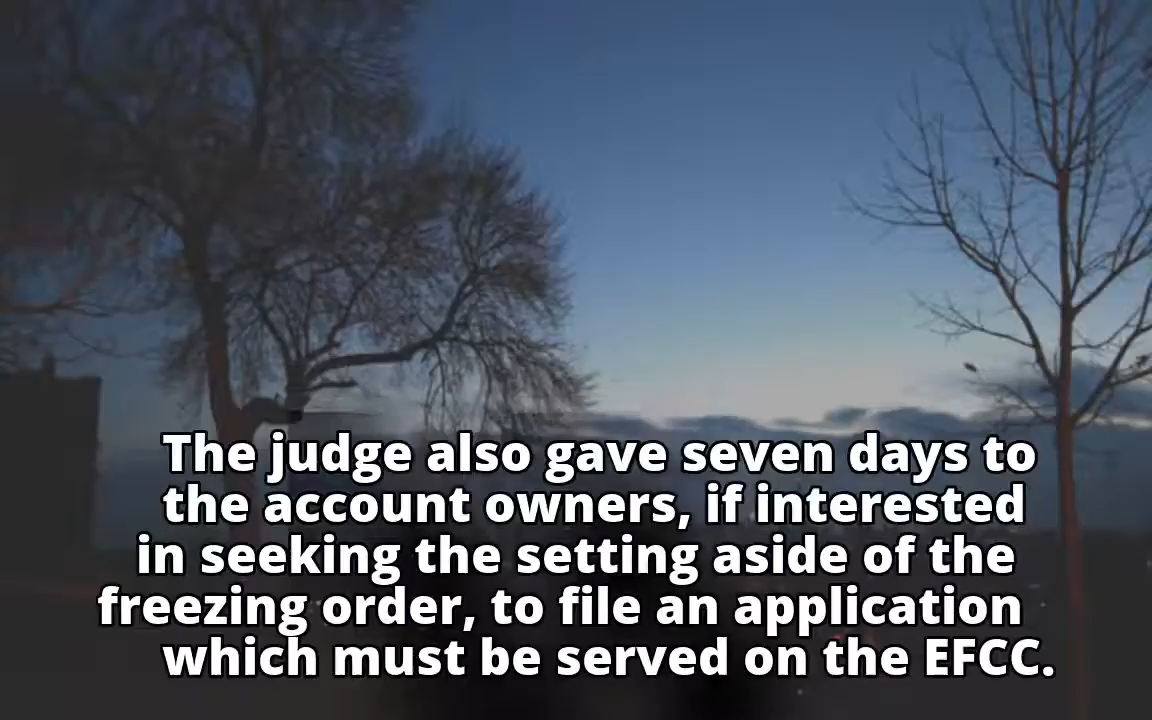 The judge also gave seven days to
the account owners, if interested
in seeking the setting aside of the
freezing order, to file an application
which must be served on the EFCC.